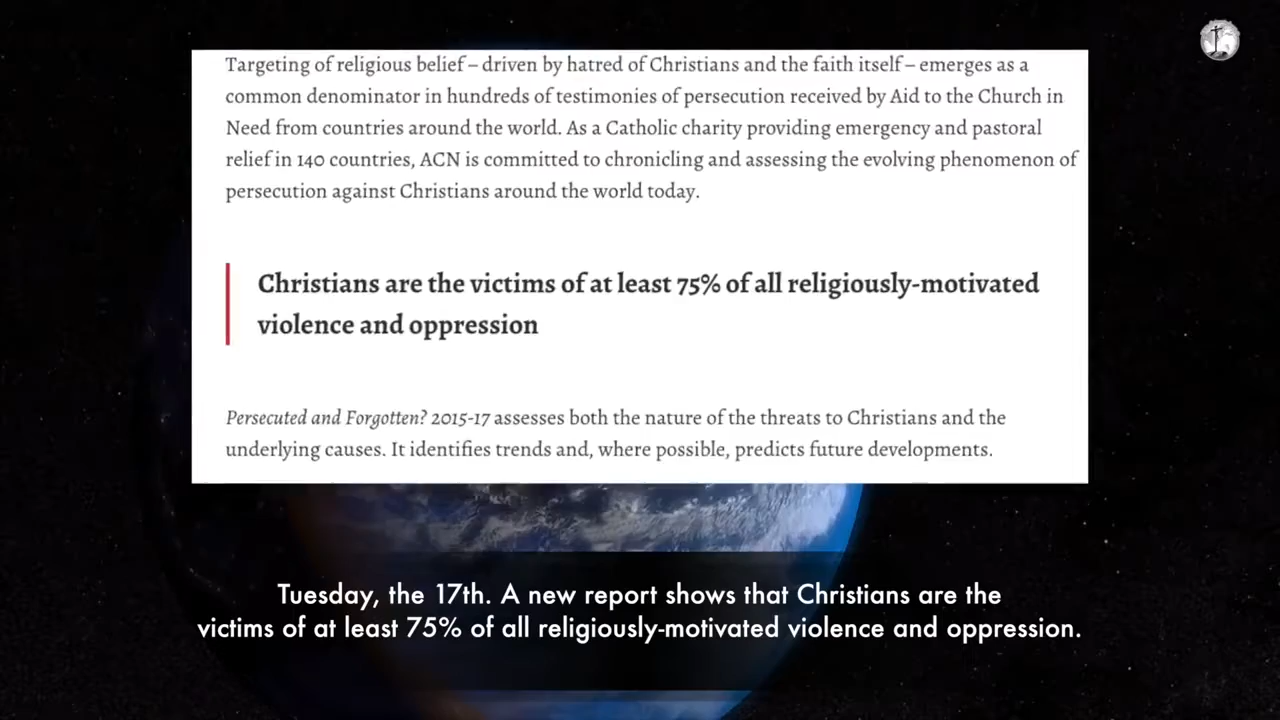 Targeting of religious belief – driven by hatred of Christians and the faith itself – emerges as a
common denominator in hundreds of testimonies of persecution received by Aid to the Church in
Need from countries around the world. As a Catholic charity providing emergency and pastoral
relief in 140 countries, ACN is committed to chronicling and assessing the evolving phenomenon of
persecution against Christians around the world today.
Christians are the victims of at least 75% of all religiously-motivated
violence and oppression
Persecuted and Forgotten? 2015-17 assesses both the nature of the threats to Christians and the
underlying causes. It identifies trends and, where possible, predicts future developments.
Tuesday, the 17th. A new report shows that Christians are the
victims of at least 75% of all religiously-motivated violence and oppression.